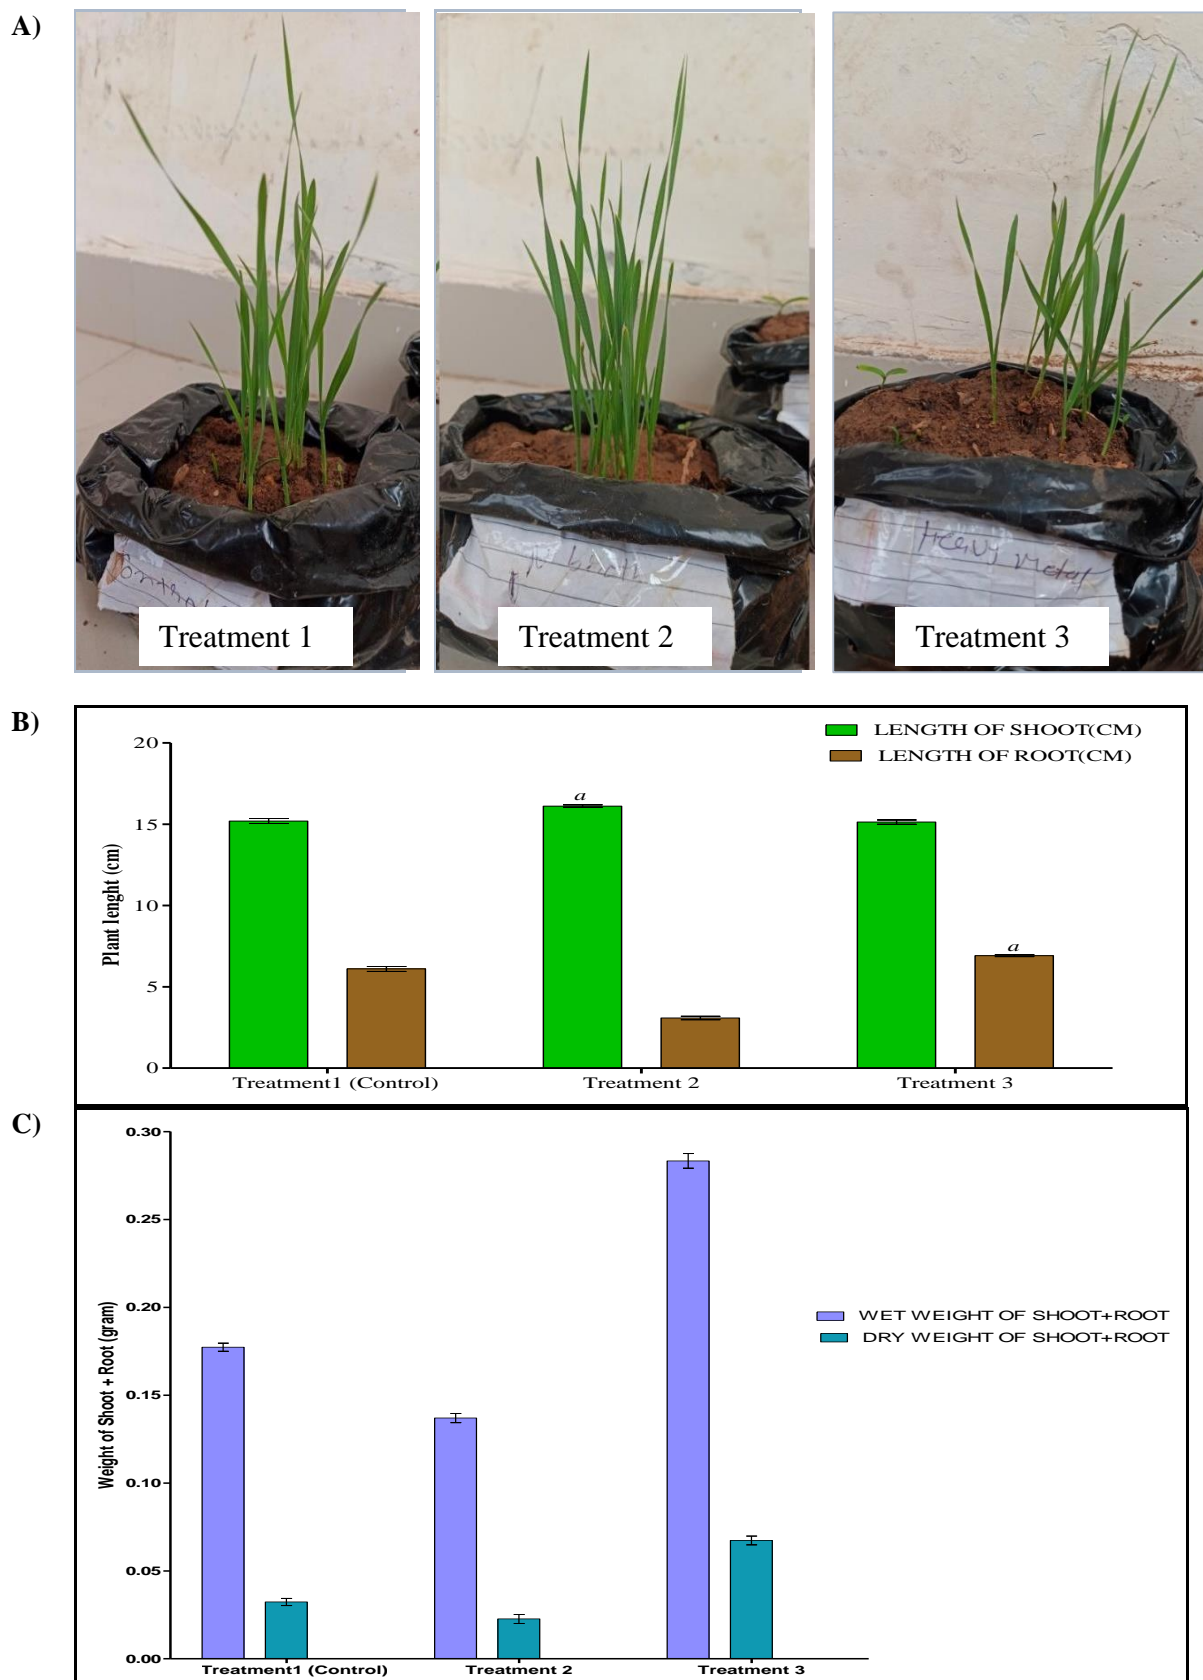 A)
Control
Heavy Metal
Treatment 1
Treatment 2
Treatment 3
B)
LENGTH OF SHOOT(CM)
LENGTH OF ROOT(CM)
Plant lenght (cm)
20
15
10
5
0
a
a
Treatment1 (Control)
Treatment 2
Treatment 3
C)
Weight of Shoot + Root (gram)
0.30
0.25
0.20
0.15
0.10
0.05
0.00
WET WEIGHT OF SHOOT+ROOT
DRY WEIGHT OF SHOOT+ROOT
Treatment1 (Control)
Treatment 2
Treatment 3